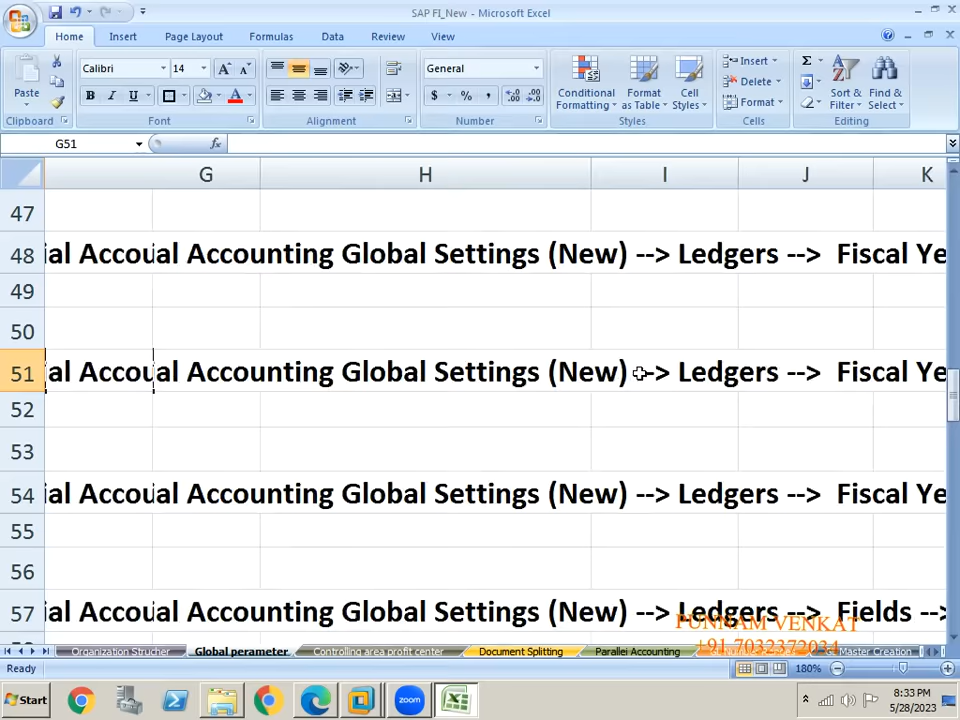 SAP FI_New - Microsoft Excel
Home Insert Page Layout Formulas Data Review View
Paste
Calibri 14
General
Conditional Formatting
Format as Table
Cell Styles
Insert
Delete
Format
Sort & Filter
Find & Select
B I U
$ % ,
Clipboard Font Alignment Number Styles Cells Editing
G51
fx
G H I J K
47
48 ial Accoual Accounting Global Settings (New) --> Ledgers --> Fiscal Ye
49
50
51 ial Accoual Accounting Global Settings (New) --> Ledgers --> Fiscal Ye
52
53
54 ial Accoual Accounting Global Settings (New) --> Ledgers --> Fiscal Ye
55
56
57 ial Accoual Accounting Global Settings (New) --> Ledgers --> Fields -->
PUNNAM VENKAT
+91 7032372034
Organization Strucher Global perameter Controlling area profit center Document Splitting Parallel Accounting Master Creation
Ready
180%
Start
zoom
8:33 PM
5/28/2023